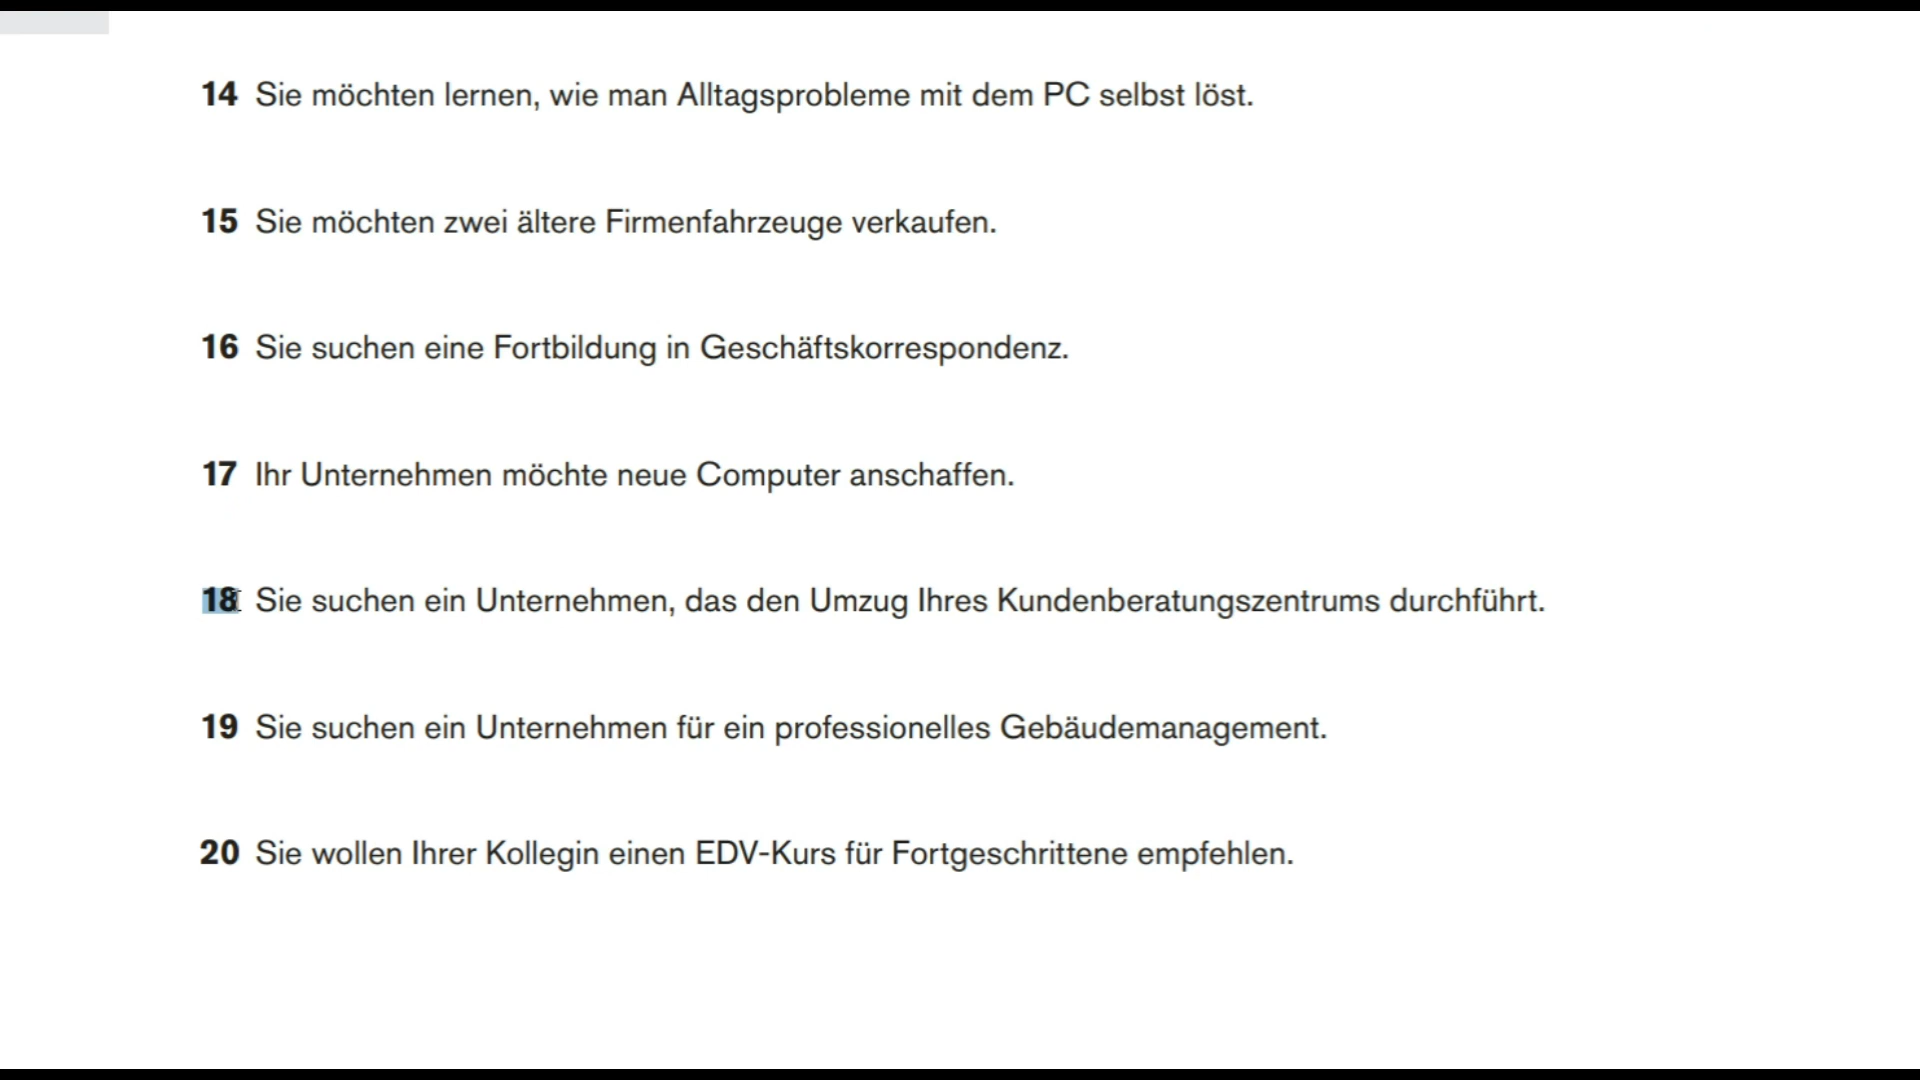 14 Sie möchten lernen, wie man Alltagsprobleme mit dem PC selbst löst.
15 Sie möchten zwei ältere Firmenfahrzeuge verkaufen.
16 Sie suchen eine Fortbildung in Geschäftskorrespondenz.
17 Ihr Unternehmen möchte neue Computer anschaffen.
18 Sie suchen ein Unternehmen, das den Umzug Ihres Kundenberatungszentrums durchführt.
19 Sie suchen ein Unternehmen für ein professionelles Gebäudemanagement.
20 Sie wollen Ihrer Kollegin einen EDV-Kurs für Fortgeschrittene empfehlen.